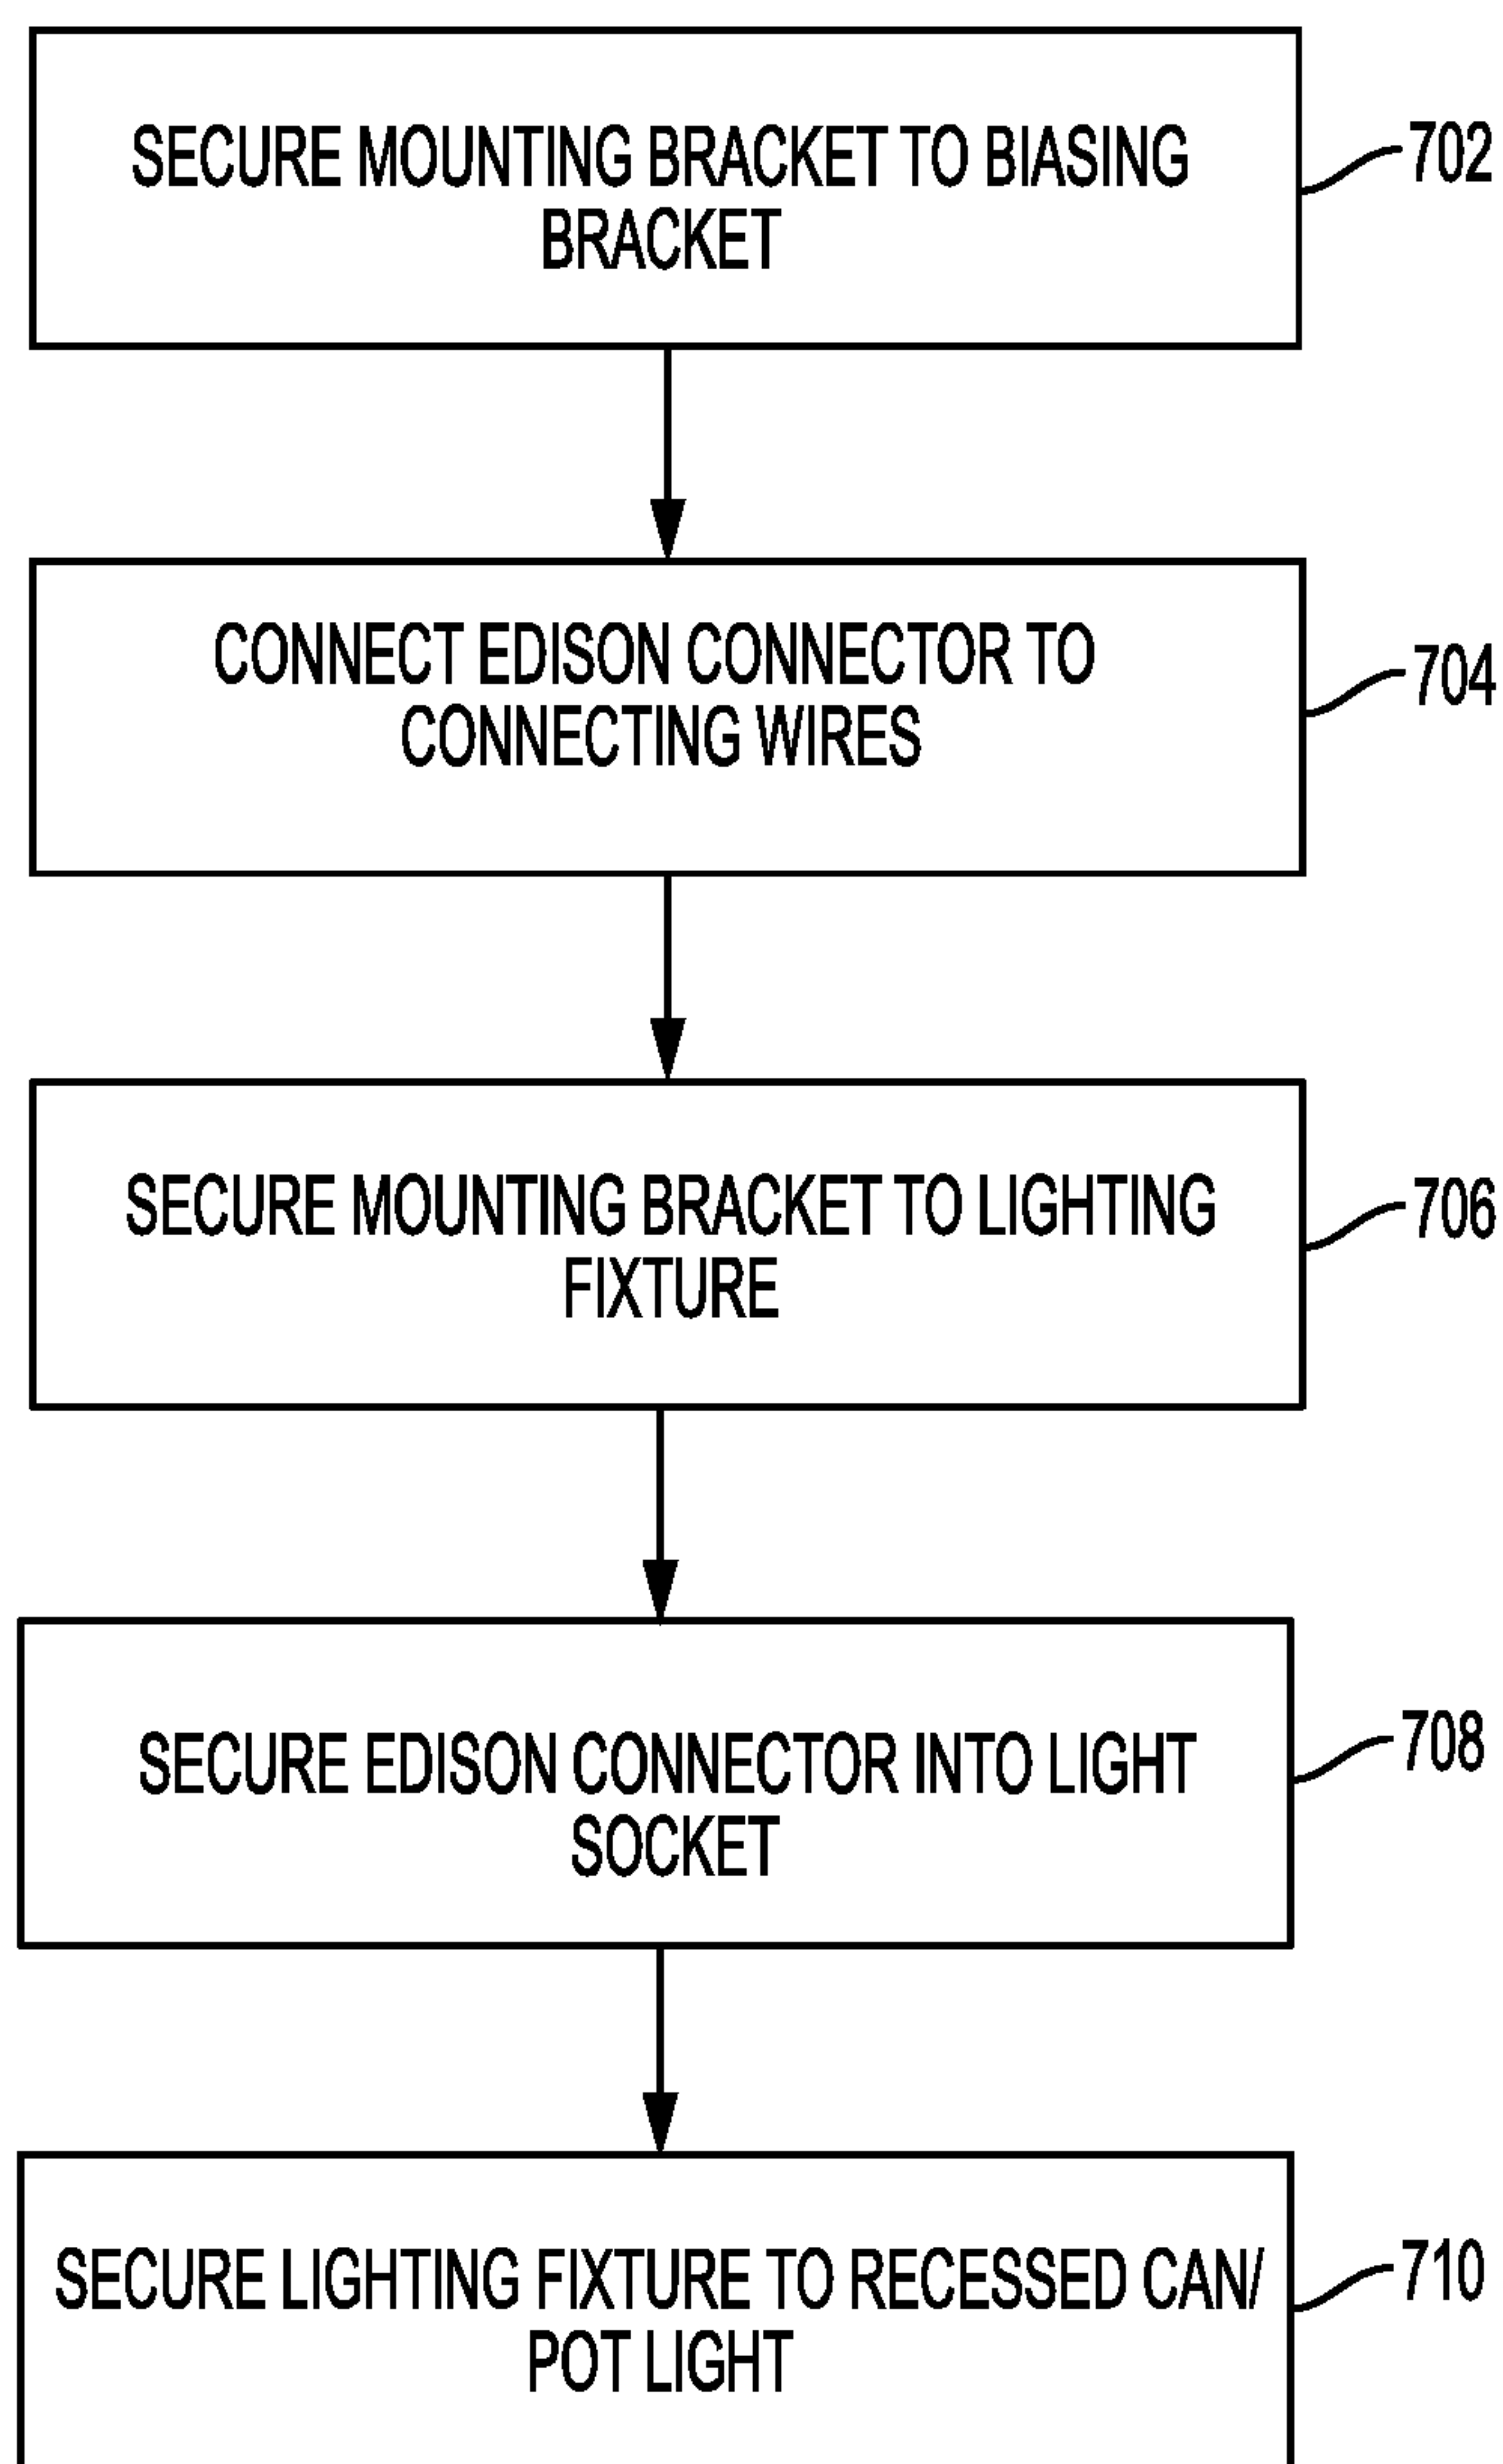 SECURE MOUNTING BRACKET TO BIASING
BRACKET
702
CONNECT EDISON CONNECTOR TO
CONNECTING WIRES
704
SECURE MOUNTING BRACKET TO LIGHTING
FIXTURE
706
SECURE EDISON CONNECTOR INTO LIGHT
SOCKET
708
SECURE LIGHTING FIXTURE TO RECESSED CAN/
POT LIGHT
710